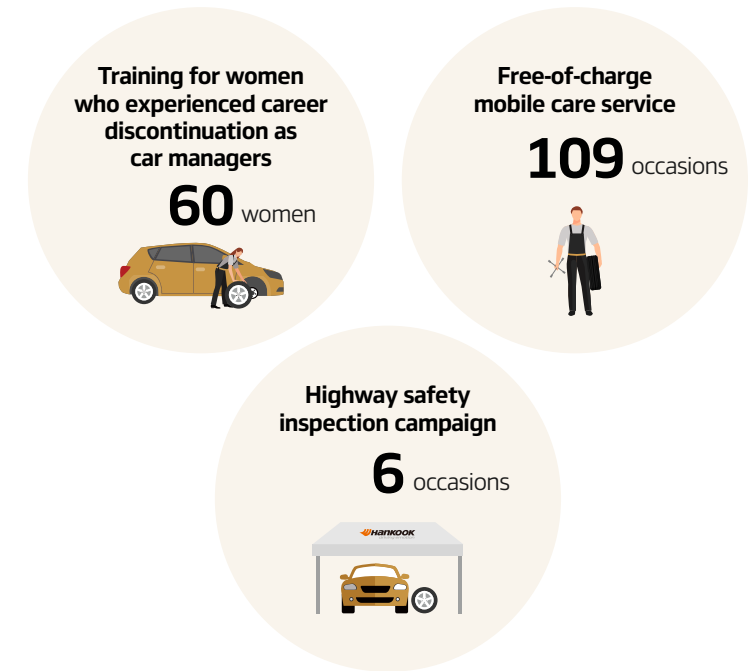 Training for women
who experienced career
discontinuation as
car managers
60 women
Free-of-charge
mobile care service
109 occasions
Highway safety
inspection campaign
6 occasions
Hankook